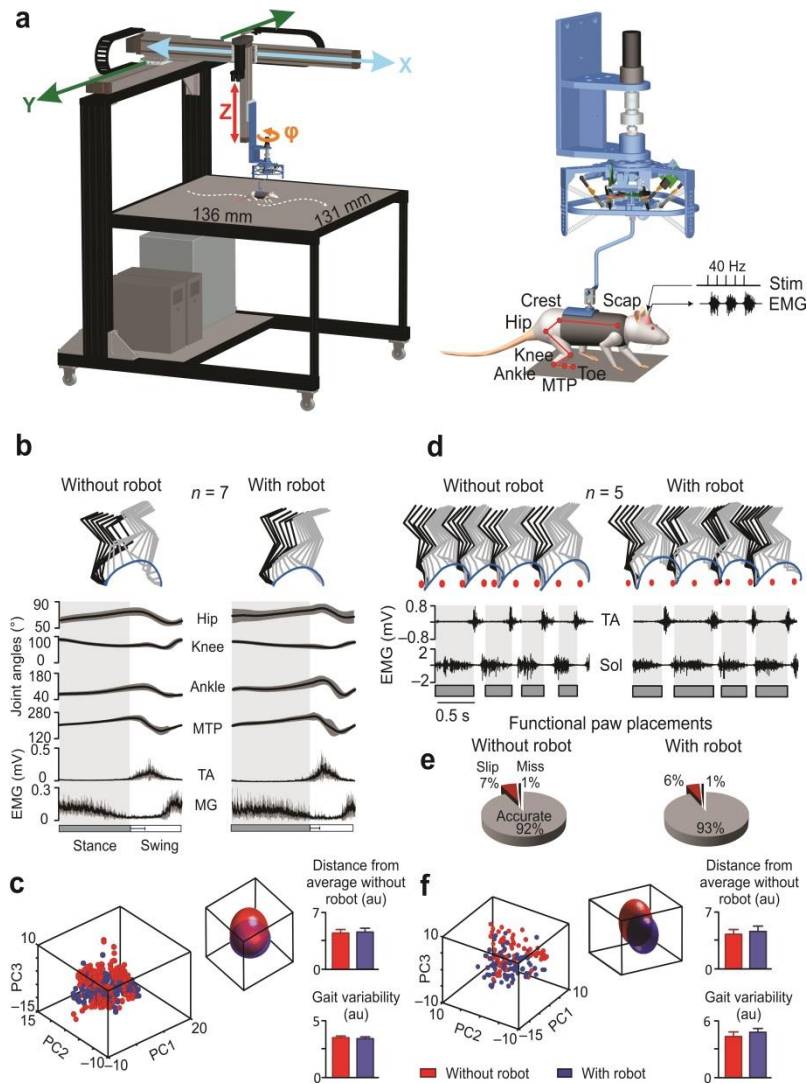 a
X
Y
Z
φ
136 mm
131 mm
40 Hz
Stim
EMG
Crest
Scap
Hip
Knee
Ankle
Toe
MTP
b
Without robot
n = 7
With robot
Joint angles (°)
90
50
Hip
100
0
Knee
180
40
Ankle
280
120
MTP
EMG (mV)
0.5
0
TA
0.3
0
MG
Stance
Swing
d
Without robot
n = 5
With robot
EMG (mV)
0.8
−0.8
TA
2
−2
Sol
0.5 s
Functional paw placements
e
Without robot
With robot
Slip
7%
Miss
1%
Accurate
92%
6%
1%
93%
c
10
PC3
−15
15
PC2
−10
−10
PC1
20
Distance from
average without
robot (au)
7
0
Gait variability
(au)
5
0
f
10
PC3
−10
10
PC2
−10
−15
PC1
10
Distance from
average without
robot (au)
7
0
Gait variability
(au)
6
0
Without robot
With robot